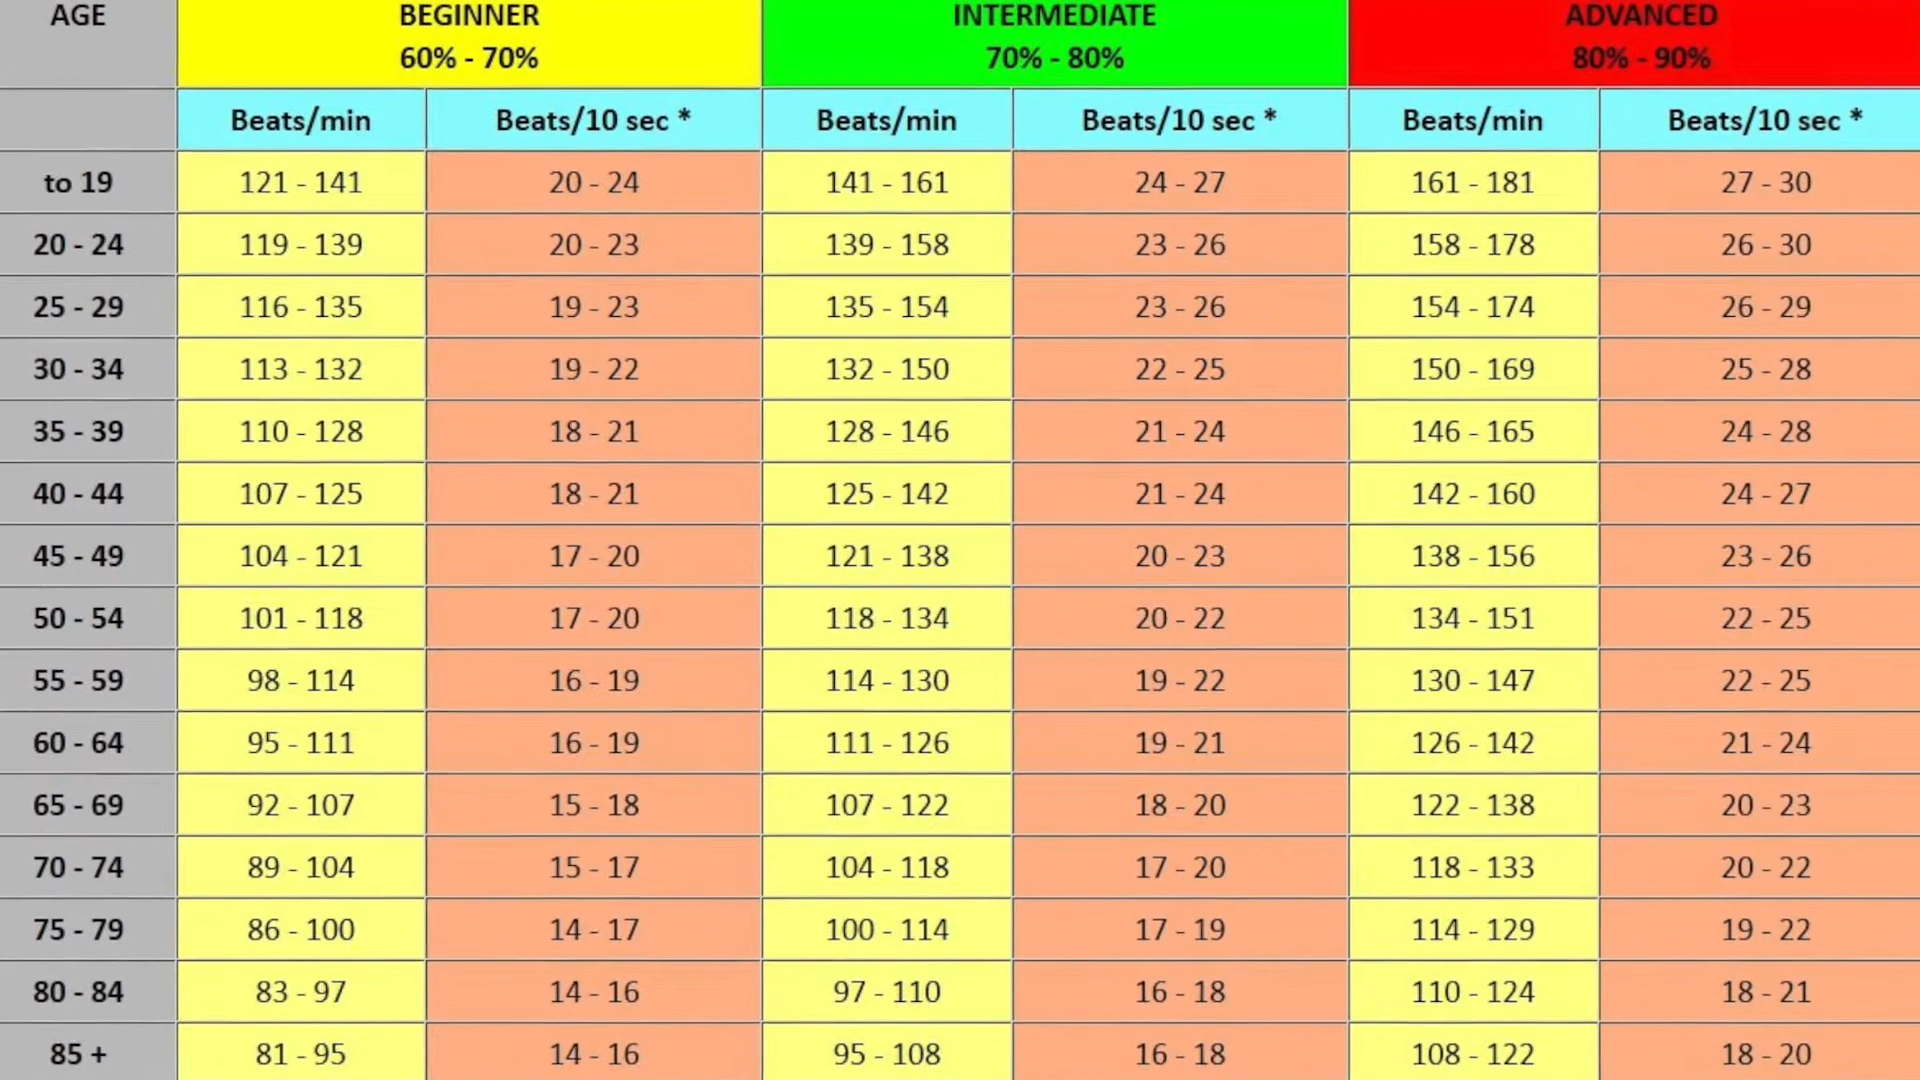 AGE BEGINNER INTERMEDIATE ADVANCED
60% - 70% 70% - 80% 80% - 90%
Beats/min Beats/10 sec * Beats/min Beats/10 sec * Beats/min Beats/10 sec *
to 19 121 - 141 20 - 24 141 - 161 24 - 27 161 - 181 27 - 30
20 - 24 119 - 139 20 - 23 139 - 158 23 - 26 158 - 178 26 - 30
25 - 29 116 - 135 19 - 23 135 - 154 23 - 26 154 - 174 26 - 29
30 - 34 113 - 132 19 - 22 132 - 150 22 - 25 150 - 169 25 - 28
35 - 39 110 - 128 18 - 21 128 - 146 21 - 24 146 - 165 24 - 28
40 - 44 107 - 125 18 - 21 125 - 142 21 - 24 142 - 160 24 - 27
45 - 49 104 - 121 17 - 20 121 - 138 20 - 23 138 - 156 23 - 26
50 - 54 101 - 118 17 - 20 118 - 134 20 - 22 134 - 151 22 - 25
55 - 59 98 - 114 16 - 19 114 - 130 19 - 22 130 - 147 22 - 25
60 - 64 95 - 111 16 - 19 111 - 126 19 - 21 126 - 142 21 - 24
65 - 69 92 - 107 15 - 18 107 - 122 18 - 20 122 - 138 20 - 23
70 - 74 89 - 104 15 - 17 104 - 118 17 - 20 118 - 133 20 - 22
75 - 79 86 - 100 14 - 17 100 - 114 17 - 19 114 - 129 19 - 22
80 - 84 83 - 97 14 - 16 97 - 110 16 - 18 110 - 124 18 - 21
85 + 81 - 95 14 - 16 95 - 108 16 - 18 108 - 122 18 - 20